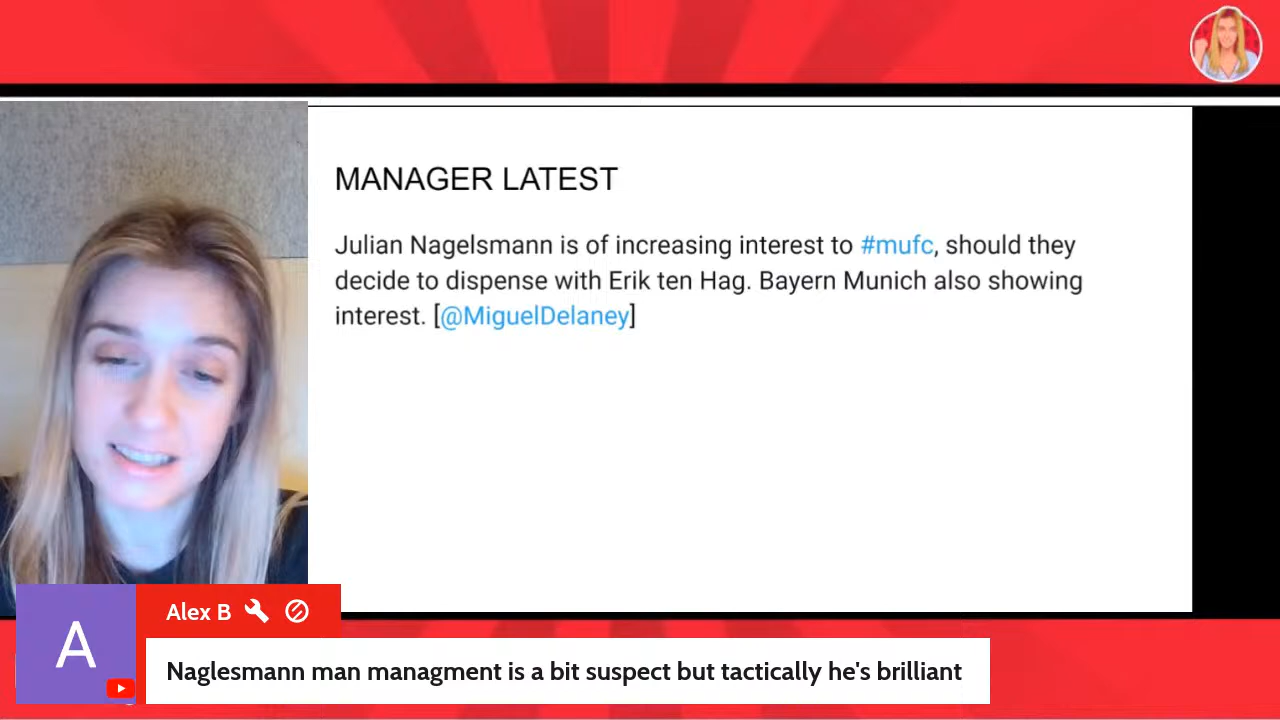 MANAGER LATEST
Julian Nagelsmann is of increasing interest to #mufc, should they
decide to dispense with Erik ten Hag. Bayern Munich also showing
interest. [@MiguelDelaney]
A
Alex B
Naglesmann man managment is a bit suspect but tactically he's brilliant